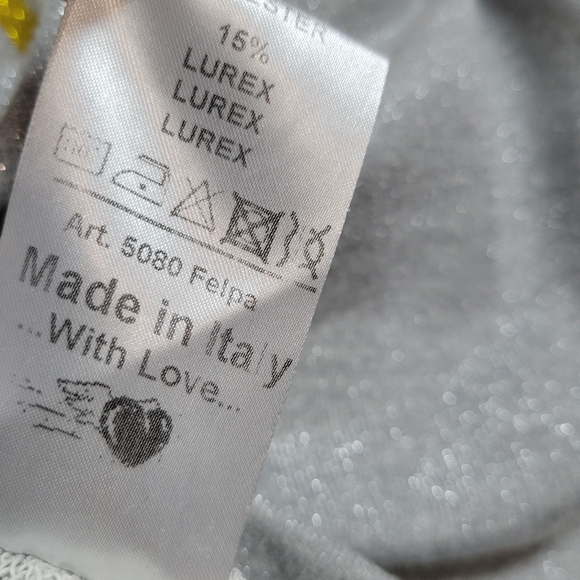 15%
LUREX
LUREX
LUREX
Art. 5080 Felpa
Made in Italy
...With Love...